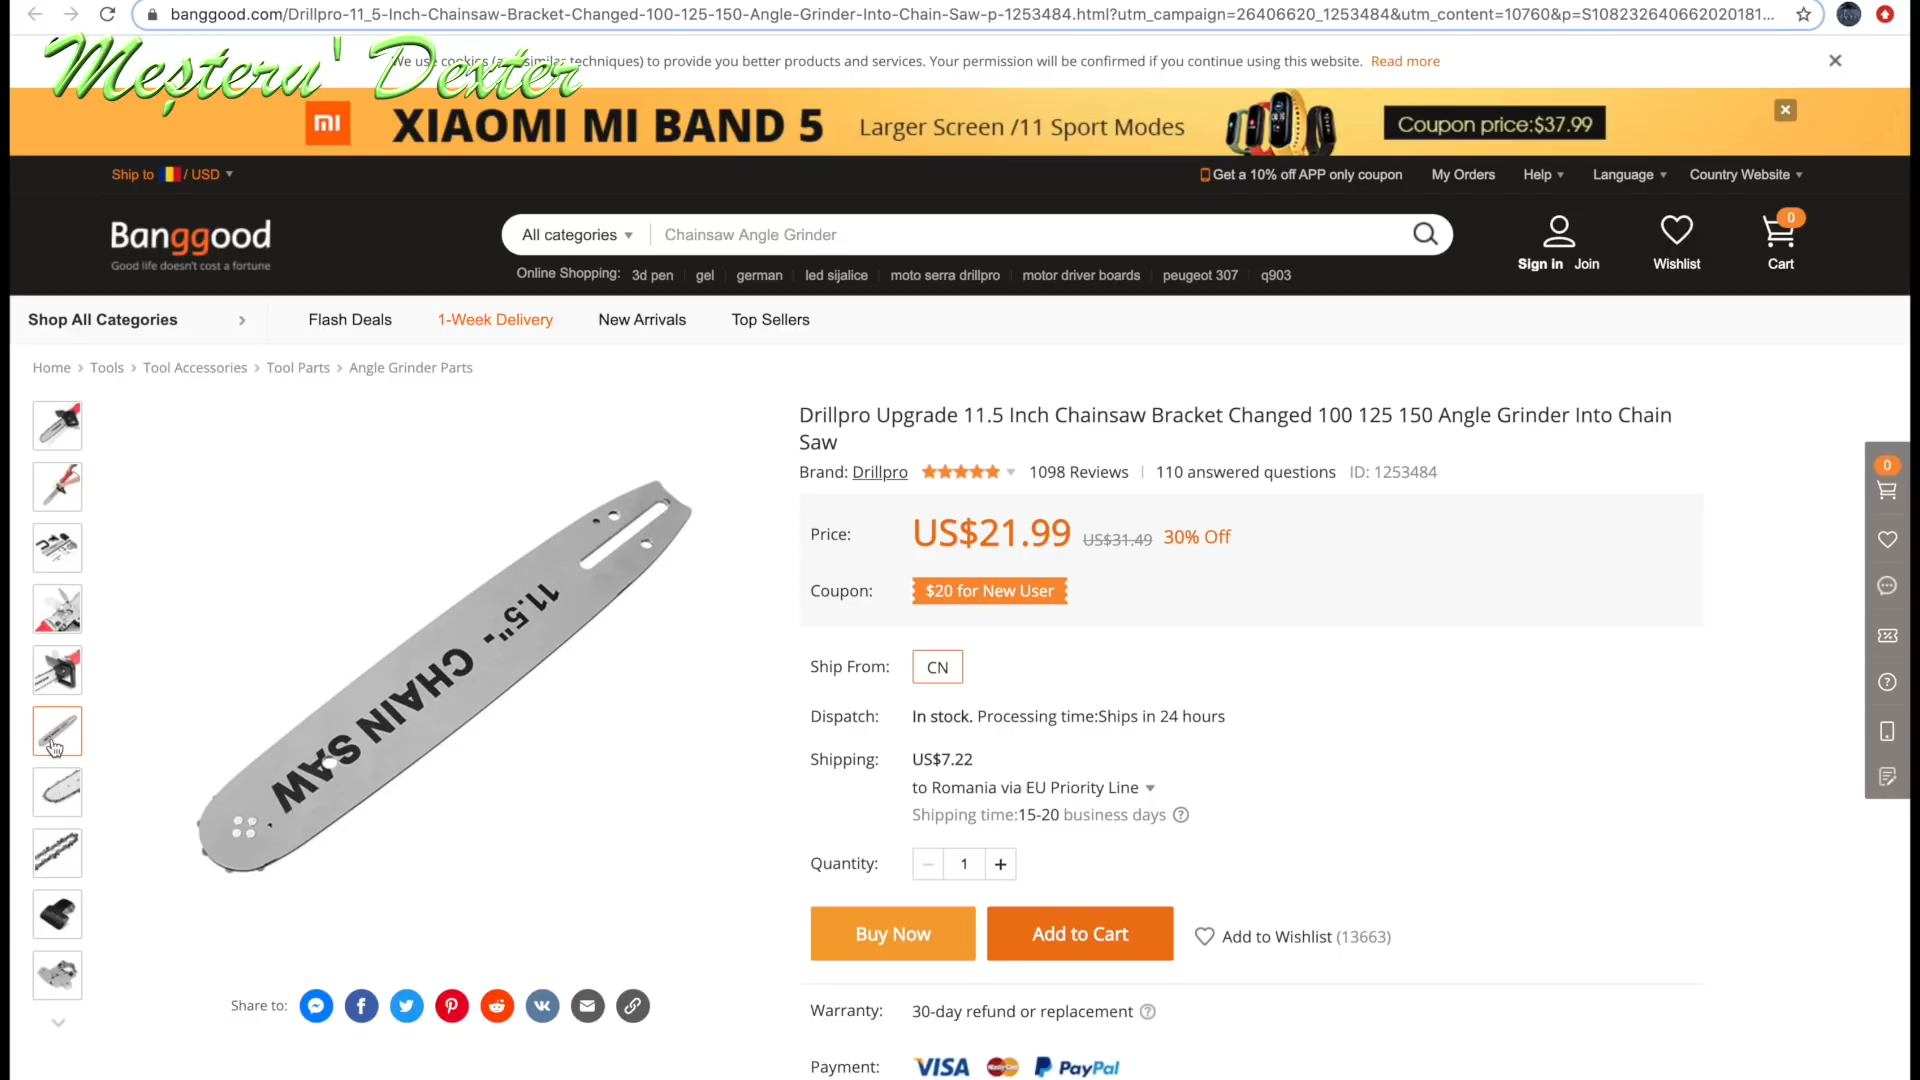 banggood.com/Drillpro-11_5-Inch-Chainsaw-Bracket-Changed-100-125-150-Angle-Grinder-Into-Chain-Saw-p-1253484.html?utm_campaign=26406620_1253484&utm_content=10760&p=S1082326406620201​81...
Meșteru' Dexter
We use cookies (and similar techniques) to provide you better products and services. Your permission will be confirmed if you continue using this website. Read more
mi XIAOMI MI BAND 5 Larger Screen /11 Sport Modes Coupon price:$37.99
Ship to / USD Get a 10% off APP only coupon My Orders Help Language Country Website
Banggood
Good life doesn't cost a fortune
All categories Chainsaw Angle Grinder
Online Shopping: 3d pen gel german led sijalice moto serra drillpro motor driver boards peugeot 307 q903
Sign in Join Wishlist 0 Cart
Shop All Categories Flash Deals 1-Week Delivery New Arrivals Top Sellers
Home > Tools > Tool Accessories > Tool Parts > Angle Grinder Parts
11.5". CHAIN SAW
Share to:
Drillpro Upgrade 11.5 Inch Chainsaw Bracket Changed 100 125 150 Angle Grinder Into Chain
Saw
Brand: Drillpro 1098 Reviews 110 answered questions ID: 1253484
Price: US$21.99 US$31.49 30% Off
Coupon: $20 for New User
Ship From: CN
Dispatch: In stock. Processing time:Ships in 24 hours
Shipping: US$7.22
to Romania via EU Priority Line
Shipping time:15-20 business days ?
Quantity: − 1 +
Buy Now Add to Cart Add to Wishlist (13663)
Warranty: 30-day refund or replacement ?
Payment: VISA MasterCard PayPal
0